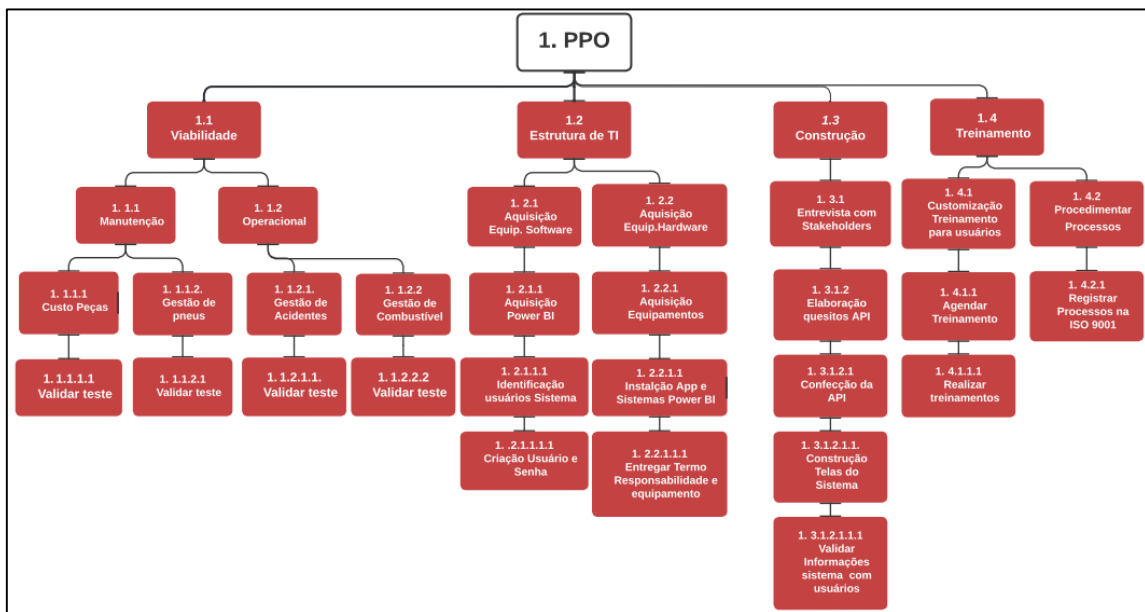 1. PPO
1.1
Viabilidade
1.2
Estrutura de TI
1.3
Construção
1. 4
Treinamento
1. 1.1
Manutenção
1. 1.2
Operacional
1. 2.1
Aquisição
Equip. Software
1. 2.2
Aquisição
Equip.Hardware
1. 3.1
Entrevista com
Stakeholders
1. 4.1
Customização
Treinamento
para usuários
1. 4.2
Procedimentar
Processos
1. 1.1.1
Custo Peças
1. 1.1.2.
Gestão de
pneus
1. 1.2.1.
Gestão de
Acidentes
1. 1.2.2
Gestão de
Combustível
1. 2.1.1
Aquisição
Power BI
1. 2.2.1
Aquisição
Equipamentos
1. 3.1.2
Elaboração
quesitos API
1. 4.1.1
Agendar
Treinamento
1. 4.2.1
Registrar
Processos na
ISO 9001
1. 1.1.1.1
Validar teste
1. 1.1.2.1
Validar teste
1. 1.2.1.1.
Validar teste
1. 1.2.2.2
Validar teste
1. 2.1.1.1
Identificação
usuários Sistema
1. 2.2.1.1
Instalção App e
Sistemas Power BI
1. 3.1.2.1
Confecção da
API
1. 4.1.1.1
Realizar
treinamentos
1. .2.1.1.1.1
Criação Usuário e
Senha
1. 2.2.1.1.1
Entregar Termo
Responsabilidade e
equipamento
1. 3.1.2.1.1.
Construção
Telas do
Sistema
1. 3.1.2.1.1.1
Validar
Informações
sistema com
usuários